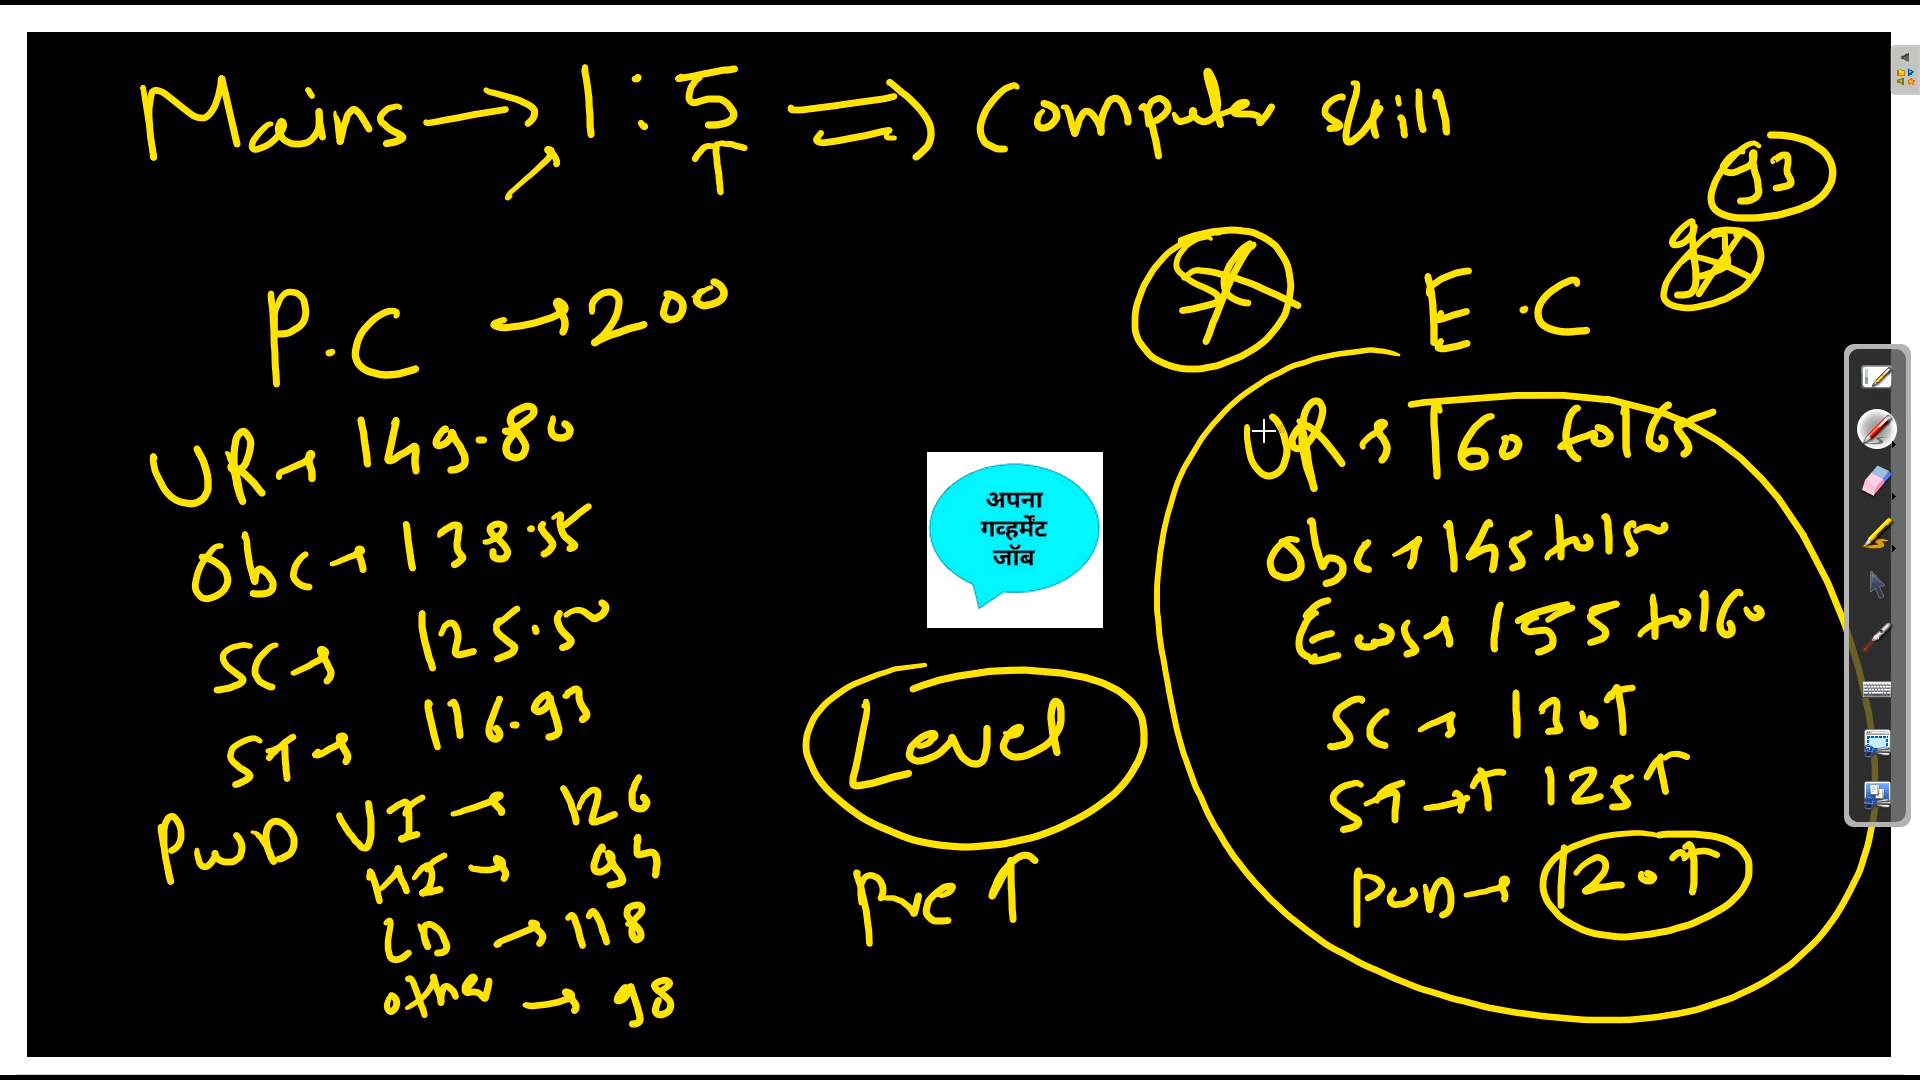 Mains → 1 : 5 ⇒ Computer skill
93
P.C → 200
UR → 149.80
Obc → 138.55
SC → 125.50
ST → 116.93
PWD VI → 126
HI → 94
LD → 118
other → 98
अपना
गव्हर्मेंट
जॉब
Level
Pre ↑
E.C
UR → 160 to 165
Obc → 145 to 150
Ews → 155 to 160
SC → 130↑
ST → ↑ 125↑
PWD → 120↑